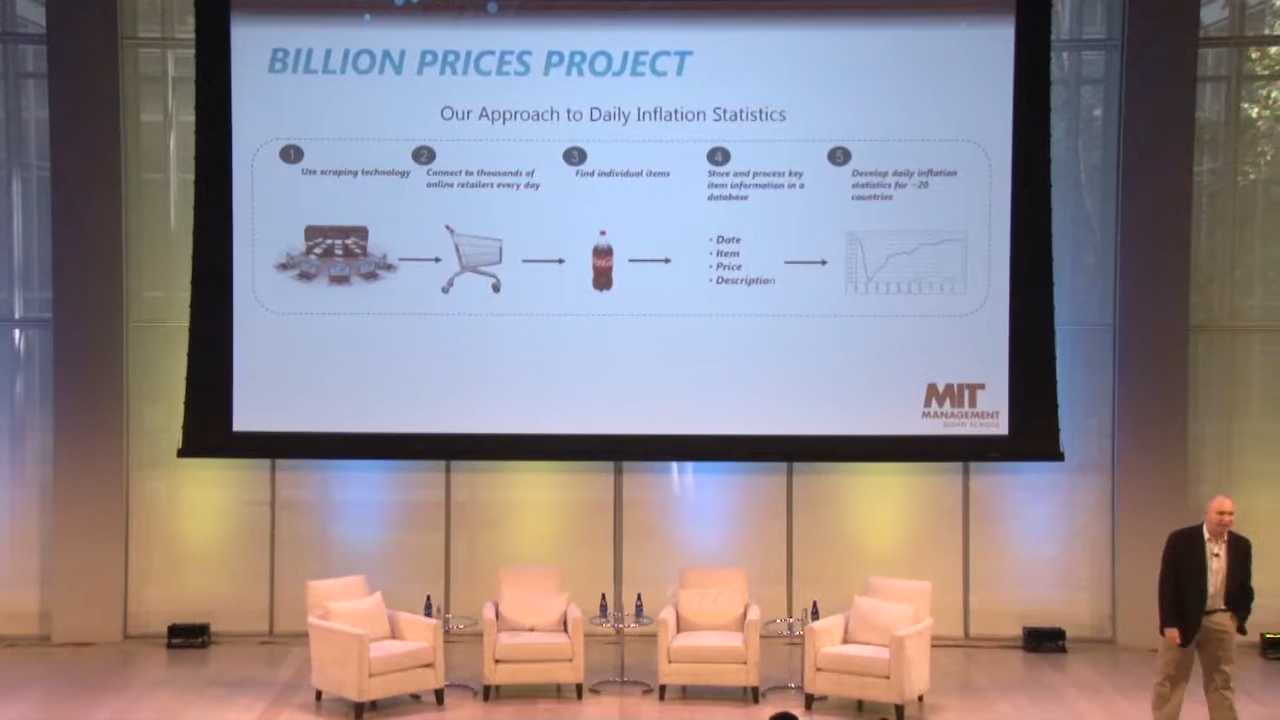 BILLION PRICES PROJECT
Our Approach to Daily Inflation Statistics
1
Use scraping technology
2
Connect to thousands of
online retailers every day
3
Find individual items
4
Store and process key
item information in a
database
• Date
• Item
• Price
• Description
5
Develop daily inflation
statistics for ~20
countries
MIT
MANAGEMENT
SLOAN SCHOOL